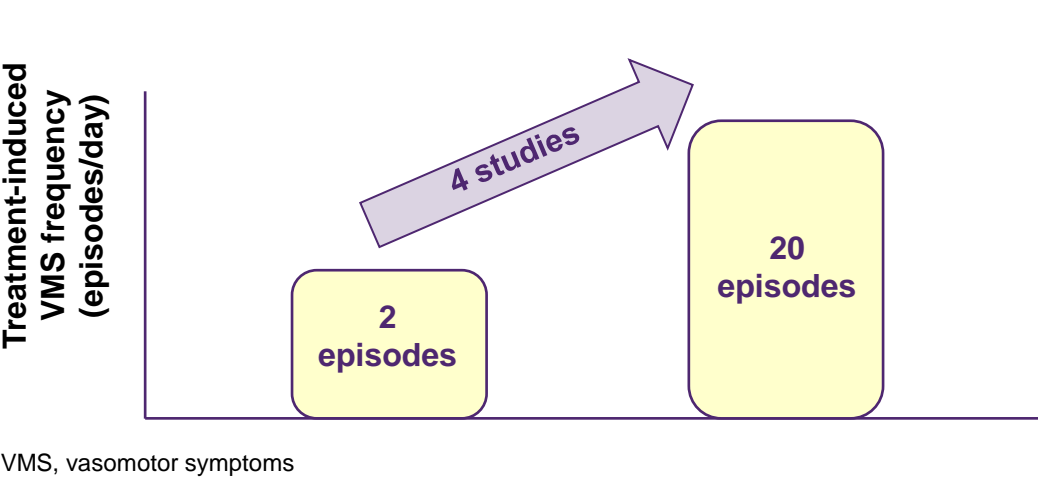 Treatment-induced
VMS frequency
(episodes/day)
4 studies
2
episodes
20
episodes
VMS, vasomotor symptoms